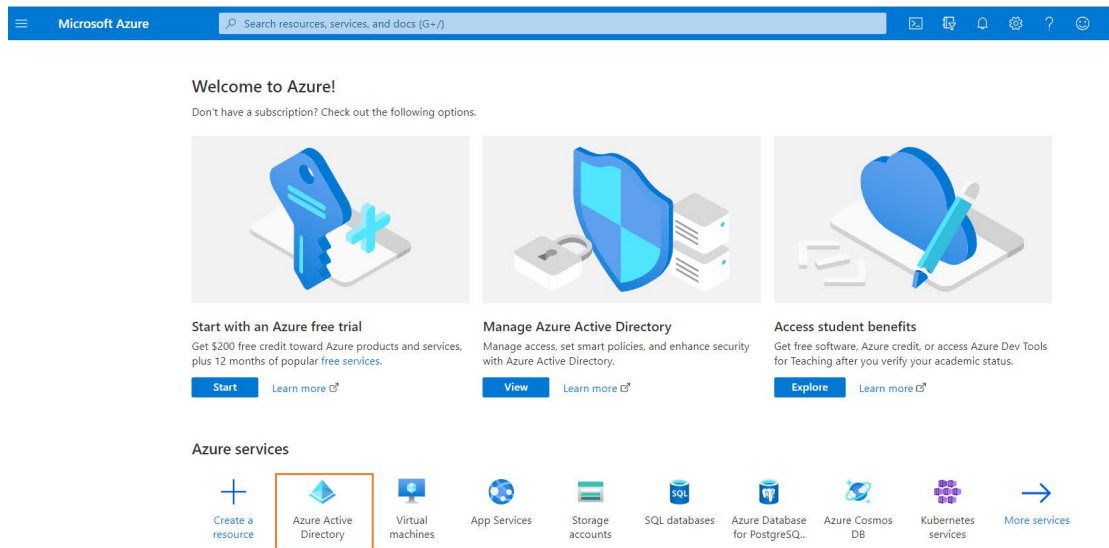 Microsoft Azure
Search resources, services, and docs (G+/)
Welcome to Azure!
Don't have a subscription? Check out the following options.
Start with an Azure free trial
Get $200 free credit toward Azure products and services,
plus 12 months of popular free services.
Start
Learn more
Manage Azure Active Directory
Manage access, set smart policies, and enhance security
with Azure Active Directory.
View
Learn more
Access student benefits
Get free software, Azure credit, or access Azure Dev Tools
for Teaching after you verify your academic status.
Explore
Learn more
Azure services
Create a
resource
Azure Active
Directory
Virtual
machines
App Services
Storage
accounts
SQL
SQL databases
Azure Database
for PostgreSQ...
Azure Cosmos
DB
Kubernetes
services
More services